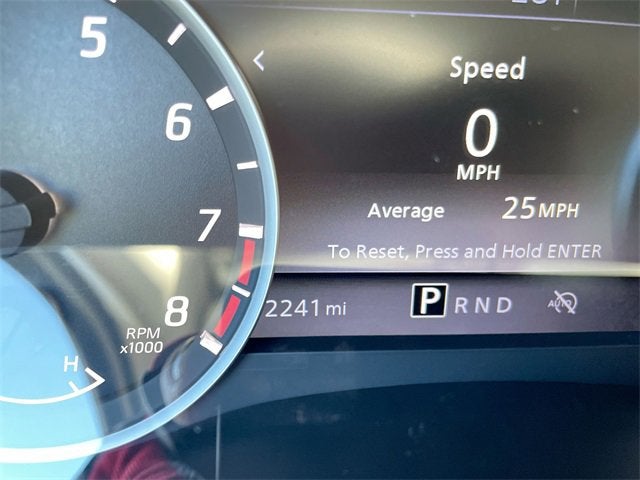 5
6
7
8
RPM
x1000
H
Speed
0
MPH
Average 25 MPH
To Reset, Press and Hold ENTER
2241 mi P R N D AUTO